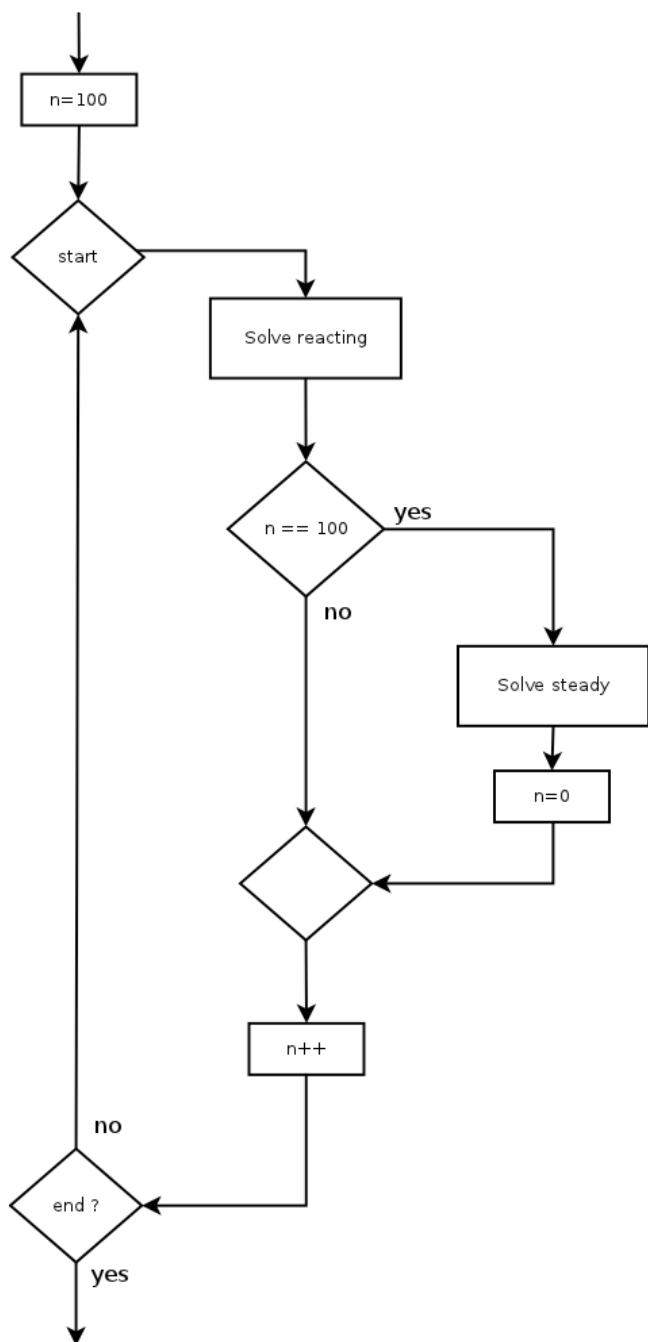 n=100
start
Solve reacting
n == 100
yes
no
Solve steady
n=0
n++
no
end ?
yes